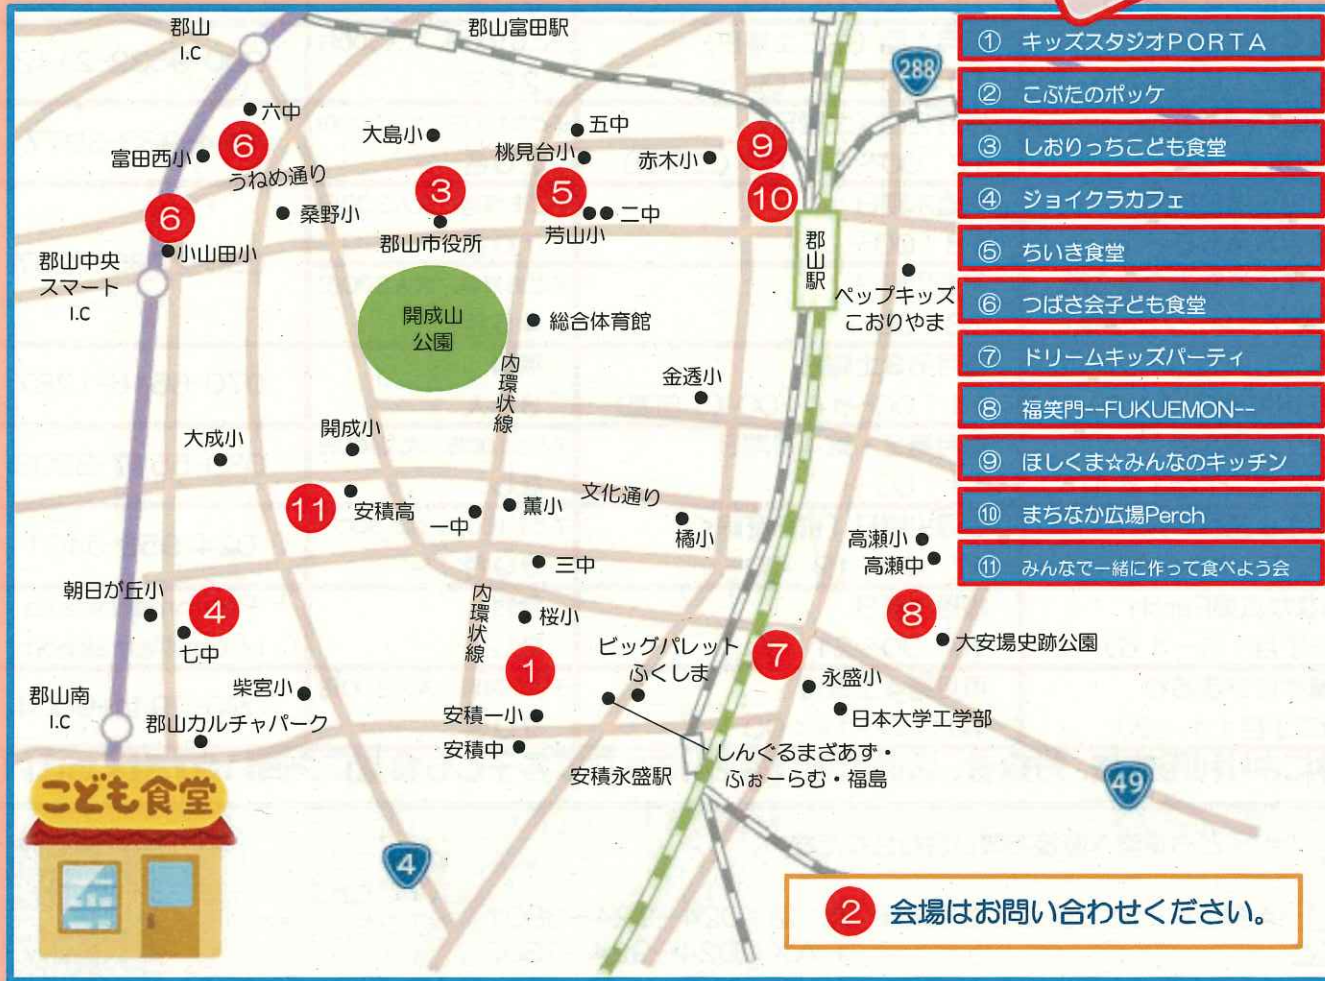 郡山
I.C
郡山富田駅
288
六中
6
富田西小
うねめ通り
大島小
五中
桃見台小
赤木小
9
3
5
10
6
桑野小
郡山市役所
二中
芳山小
小山田小
郡山中央
スマート
I.C
郡山駅
ペップキッズ
こおりやま
開成山
公園
総合体育館
内環状線
金透小
大成小
開成小
11
安積高
一中
薫小
文化通り
橘小
三中
高瀬小
高瀬中
朝日が丘小
4
七中
内環状線
桜小
8
大安場史跡公園
ビッグパレット
ふくしま
7
1
永盛小
日本大学工学部
柴宮小
郡山南
I.C
郡山カルチャパーク
安積一小
安積中
安積永盛駅
しんぐるまざあず・
ふぉーらむ・福島
49
4
こども食堂
① キッズスタジオPORTA
② こぶたのポッケ
③ しおりっちこども食堂
④ ジョイクラカフェ
⑤ ちいき食堂
⑥ つばさ会子ども食堂
⑦ ドリームキッズパーティ
⑧ 福笑門--FUKUEMON--
⑨ ほしくま☆みんなのキッチン
⑩ まちなか広場Perch
⑪ みんなで一緒に作って食べよう会
2 会場はお問い合わせください。